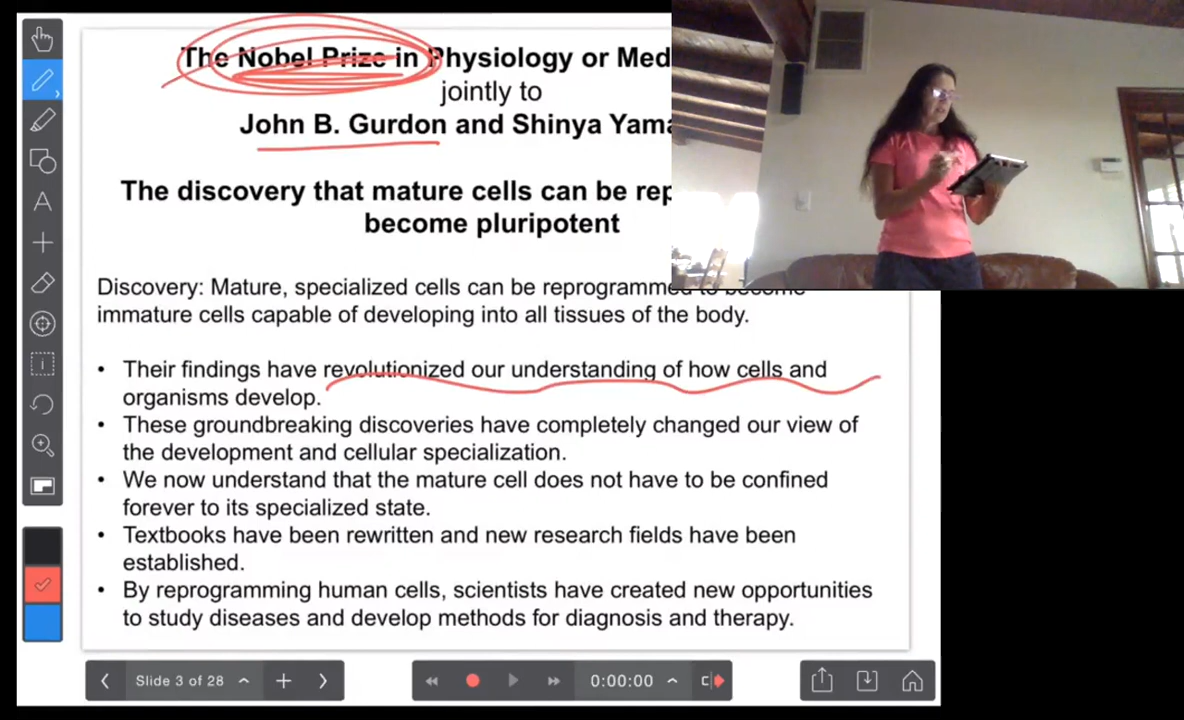 The Nobel Prize in Physiology or Med
jointly to
John B. Gurdon and Shinya Yama
The discovery that mature cells can be rep
become pluripotent
Discovery: Mature, specialized cells can be reprogrammed to become
immature cells capable of developing into all tissues of the body.
• Their findings have revolutionized our understanding of how cells and
organisms develop.
• These groundbreaking discoveries have completely changed our view of
the development and cellular specialization.
• We now understand that the mature cell does not have to be confined
forever to its specialized state.
• Textbooks have been rewritten and new research fields have been
established.
• By reprogramming human cells, scientists have created new opportunities
to study diseases and develop methods for diagnosis and therapy.
Slide 3 of 28
0:00:00